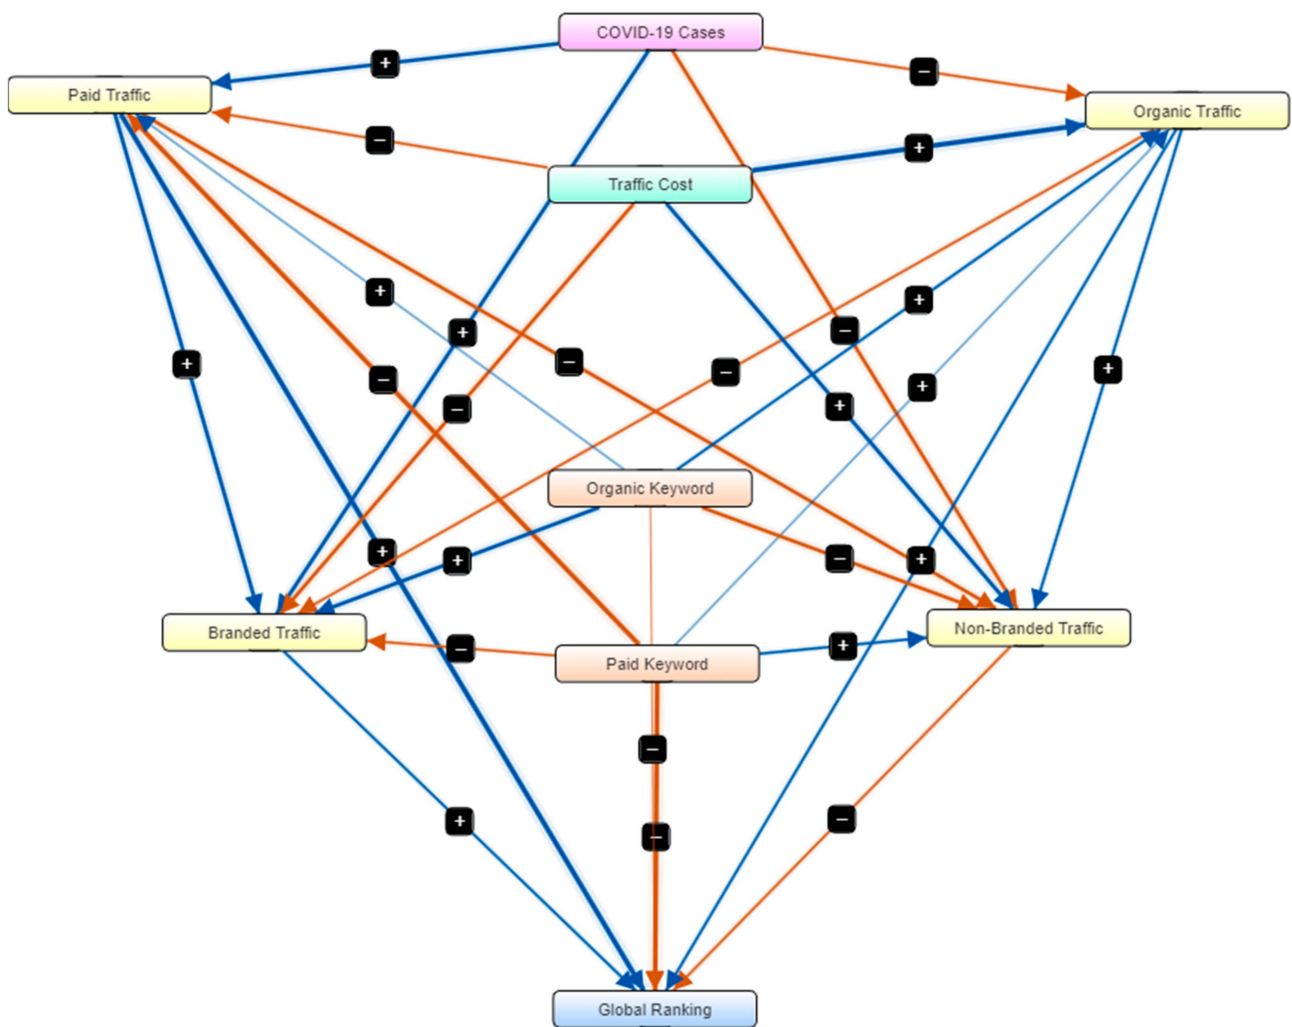 COVID-19 Cases
+
−
Paid Traffic
Organic Traffic
−
+
Traffic Cost
+
+
+
−
−
−
+
−
+
−
+
−
Organic Keyword
+
+
−
+
Branded Traffic
Non-Branded Traffic
−
+
Paid Keyword
−
+
−
−
Global Ranking